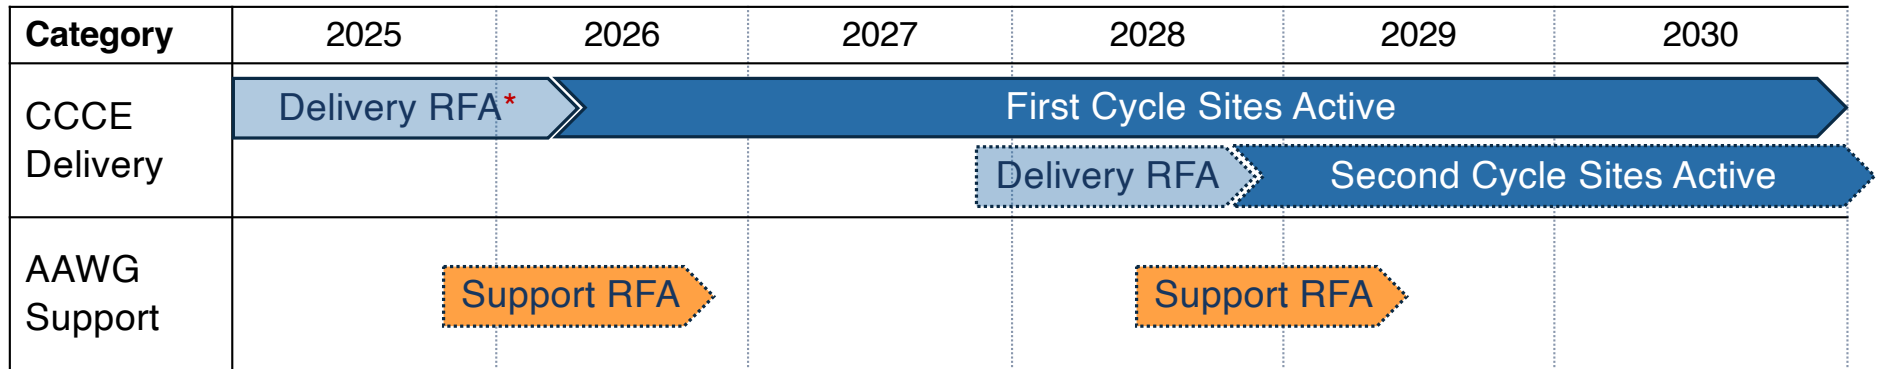 Category 2025 2026 2027 2028 2029 2030
CCCE
Delivery
Delivery RFA* First Cycle Sites Active
Delivery RFA Second Cycle Sites Active
AAWG
Support
Support RFA Support RFA